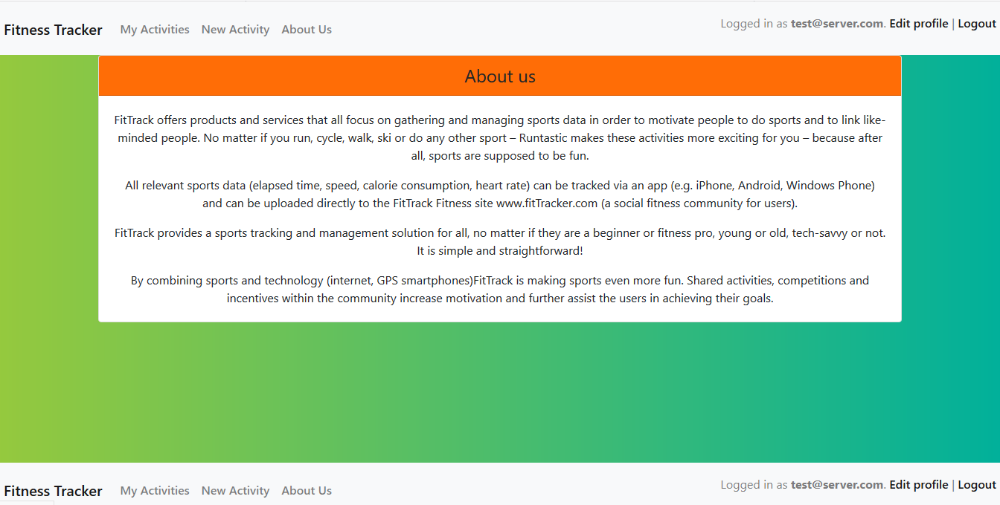 Fitness Tracker My Activities New Activity About Us Logged in as test@server.com. Edit profile | Logout
About us
FitTrack offers products and services that all focus on gathering and managing sports data in order to motivate people to do sports and to link like-
minded people. No matter if you run, cycle, walk, ski or do any other sport – Runtastic makes these activities more exciting for you – because after
all, sports are supposed to be fun.
All relevant sports data (elapsed time, speed, calorie consumption, heart rate) can be tracked via an app (e.g. iPhone, Android, Windows Phone)
and can be uploaded directly to the FitTrack Fitness site www.fitTracker.com (a social fitness community for users).
FitTrack provides a sports tracking and management solution for all, no matter if they are a beginner or fitness pro, young or old, tech-savvy or not.
It is simple and straightforward!
By combining sports and technology (internet, GPS smartphones)FitTrack is making sports even more fun. Shared activities, competitions and
incentives within the community increase motivation and further assist the users in achieving their goals.
Fitness Tracker My Activities New Activity About Us Logged in as test@server.com. Edit profile | Logout